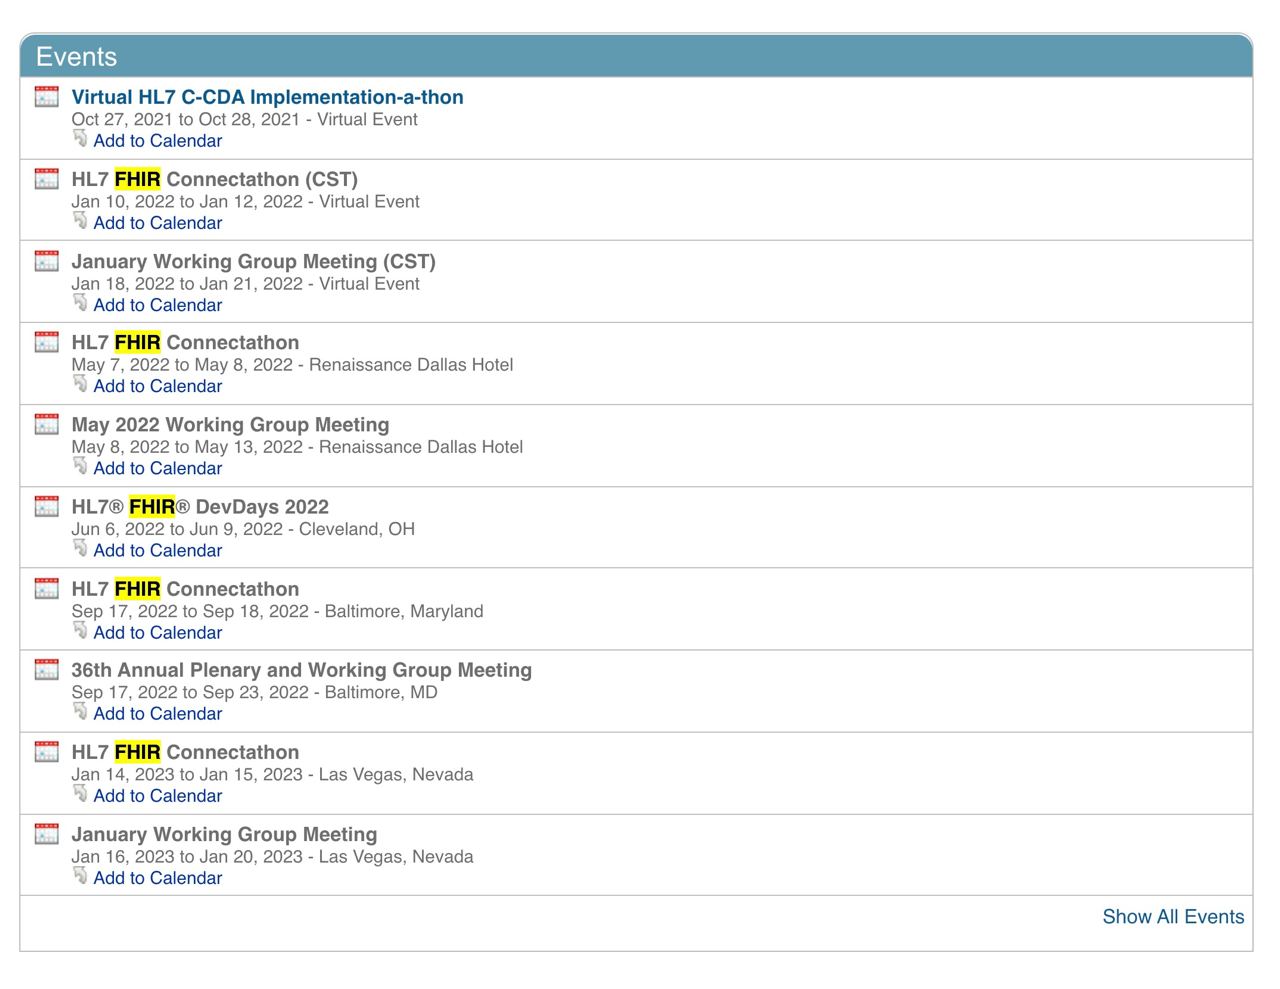 Events
Virtual HL7 C-CDA Implementation-a-thon
Oct 27, 2021 to Oct 28, 2021 - Virtual Event
Add to Calendar
HL7 FHIR Connectathon (CST)
Jan 10, 2022 to Jan 12, 2022 - Virtual Event
Add to Calendar
January Working Group Meeting (CST)
Jan 18, 2022 to Jan 21, 2022 - Virtual Event
Add to Calendar
HL7 FHIR Connectathon
May 7, 2022 to May 8, 2022 - Renaissance Dallas Hotel
Add to Calendar
May 2022 Working Group Meeting
May 8, 2022 to May 13, 2022 - Renaissance Dallas Hotel
Add to Calendar
HL7® FHIR® DevDays 2022
Jun 6, 2022 to Jun 9, 2022 - Cleveland, OH
Add to Calendar
HL7 FHIR Connectathon
Sep 17, 2022 to Sep 18, 2022 - Baltimore, Maryland
Add to Calendar
36th Annual Plenary and Working Group Meeting
Sep 17, 2022 to Sep 23, 2022 - Baltimore, MD
Add to Calendar
HL7 FHIR Connectathon
Jan 14, 2023 to Jan 15, 2023 - Las Vegas, Nevada
Add to Calendar
January Working Group Meeting
Jan 16, 2023 to Jan 20, 2023 - Las Vegas, Nevada
Add to Calendar
Show All Events